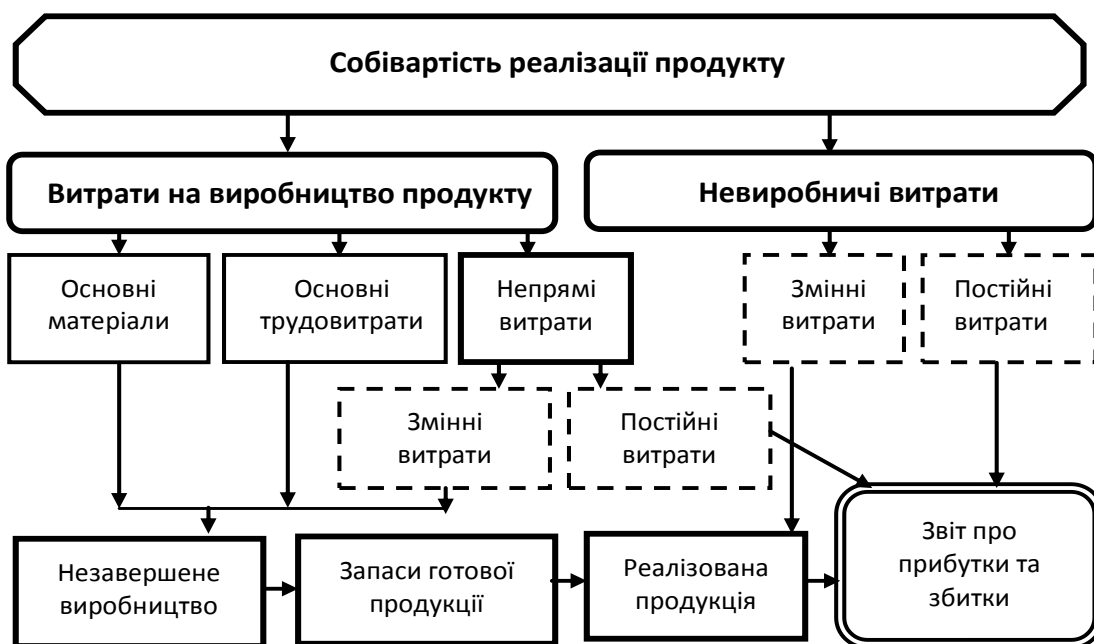 Собівартість реалізації продукту
Витрати на виробництво продукту
Невиробничі витрати
Основні
матеріали
Основні
трудовитрати
Непрямі
витрати
Змінні
витрати
Постійні
витрати
Змінні
витрати
Постійні
витрати
Незавершене
виробництво
Запаси готової
продукції
Реалізована
продукція
Звіт про
прибутки та
збитки